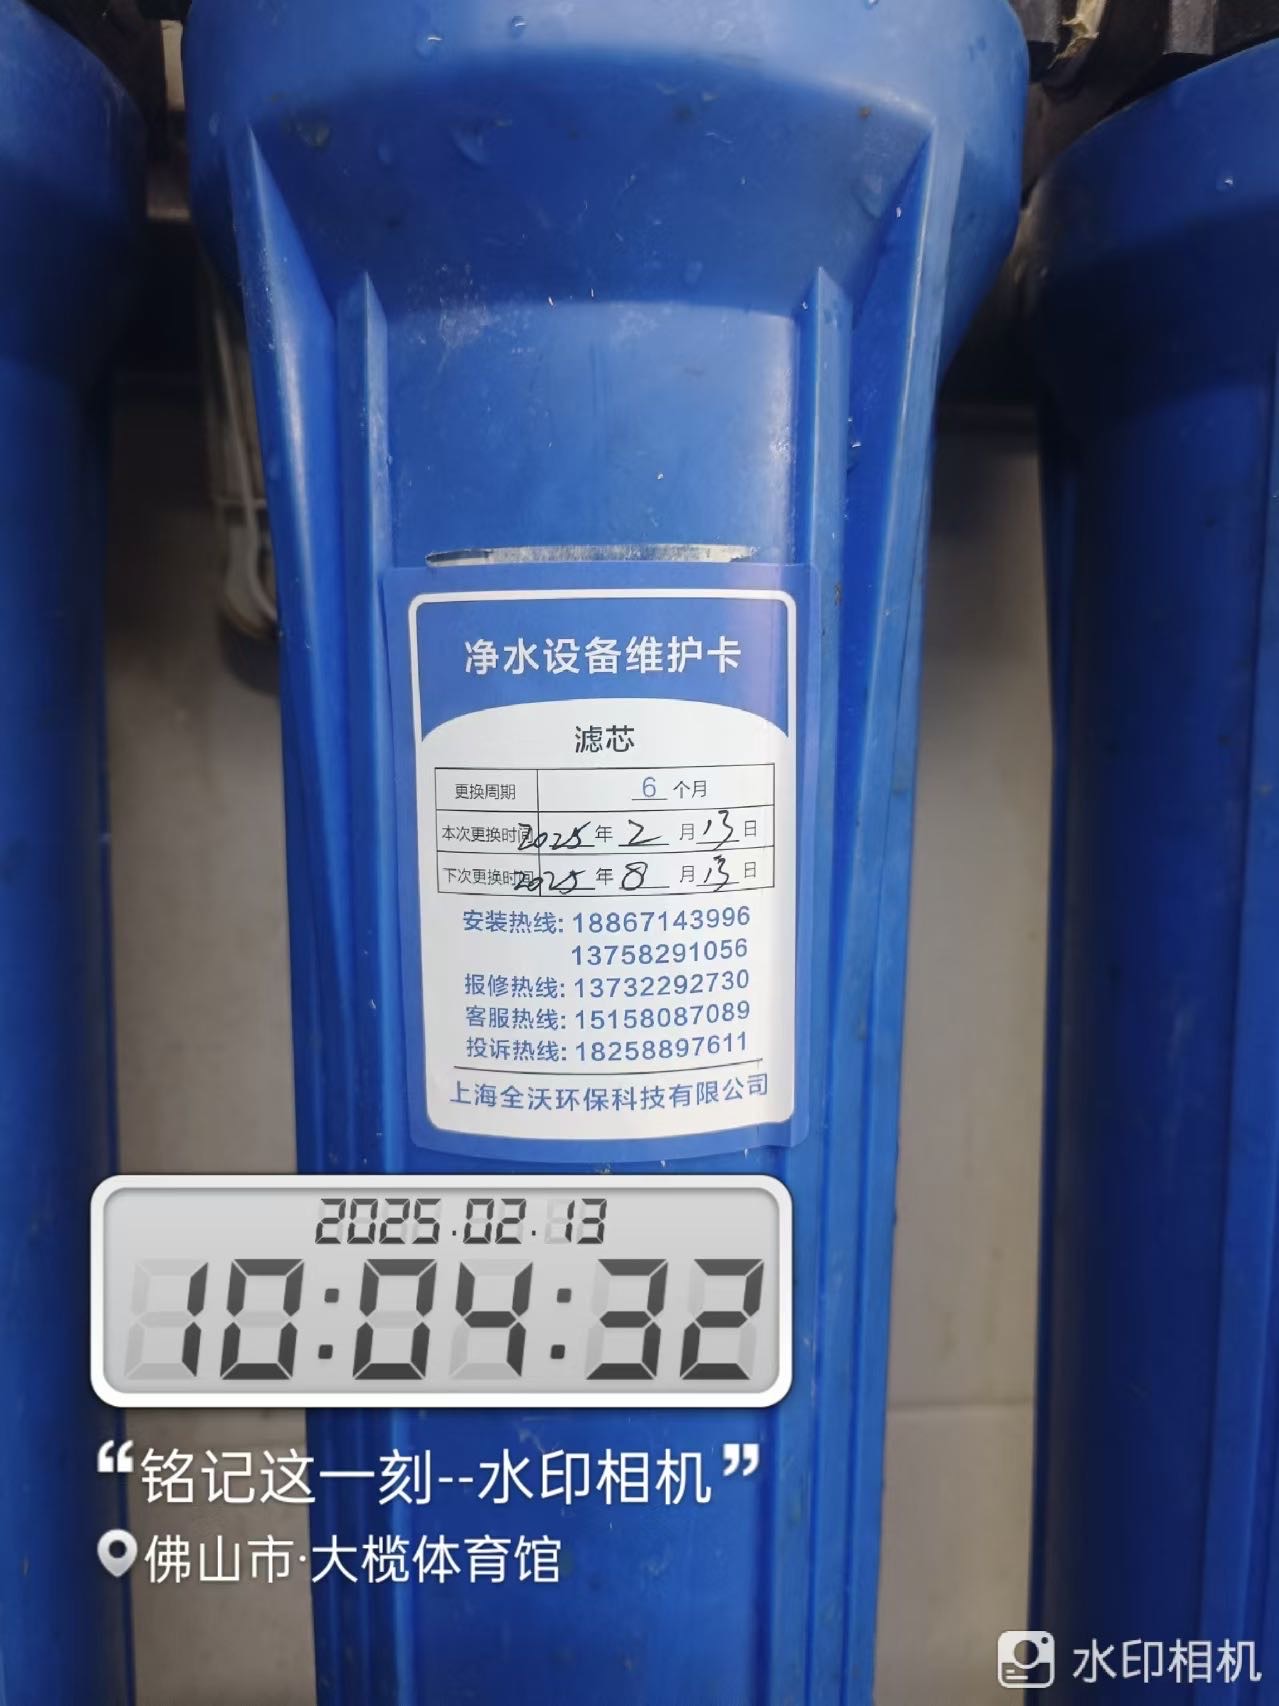 净水设备维护卡
滤芯
更换周期 6 个月
本次更换时间 2025 年 2 月 13 日
下次更换时间 2025 年 8 月 13 日
安装热线: 18867143996
13758291056
报修热线: 13732292730
客服热线: 15158087089
投诉热线: 18258897611
上海全沃环保科技有限公司
2025.02.13
10:04:32
“铭记这一刻--水印相机”
佛山市·大榄体育馆
水印相机